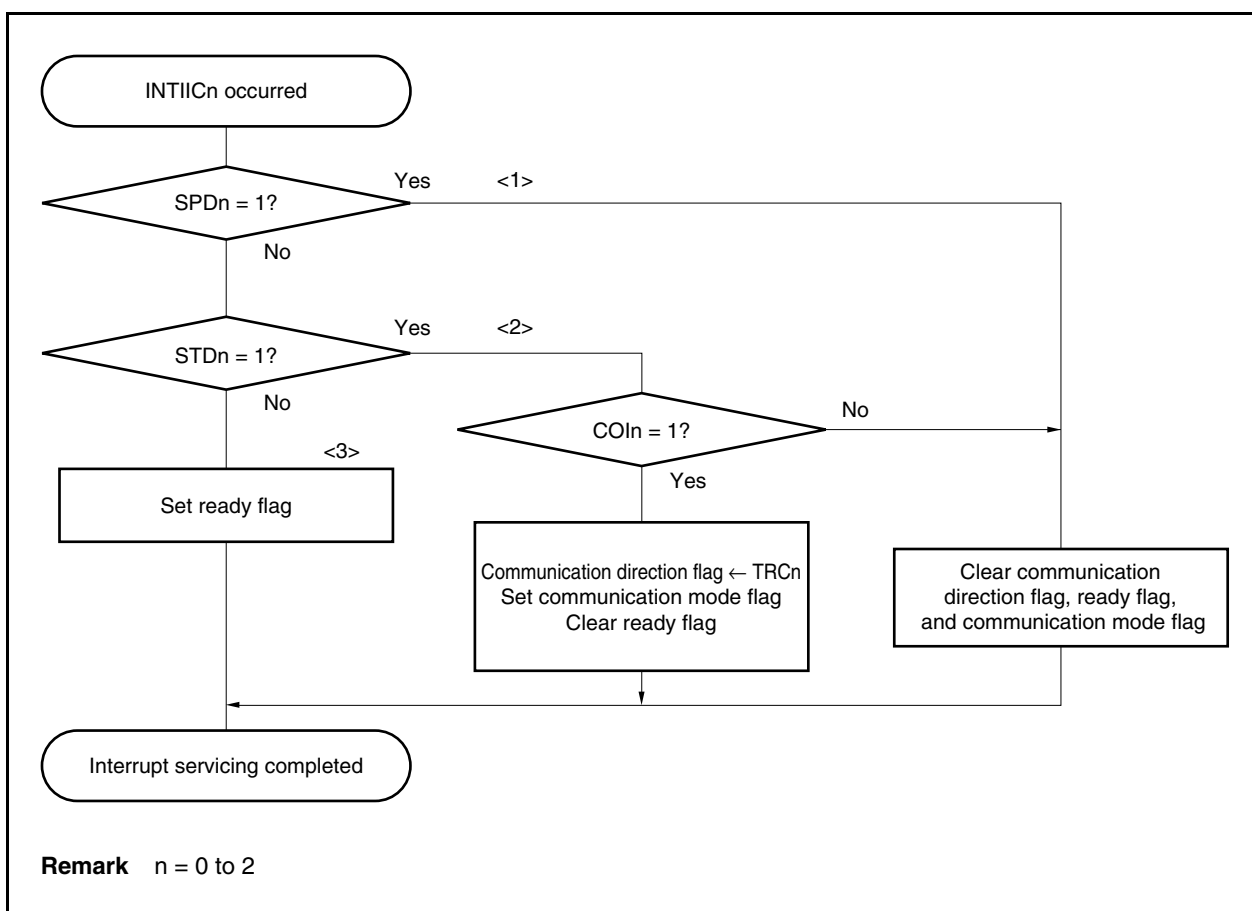 INTIICn occurred
Yes
<1>
SPDn = 1?
No
Yes
<2>
STDn = 1?
No
No
COIn = 1?
Yes
<3>
Set ready flag
Communication direction flag ← TRCn
Set communication mode flag
Clear ready flag
Clear communication
direction flag, ready flag,
and communication mode flag
Interrupt servicing completed
Remark n = 0 to 2